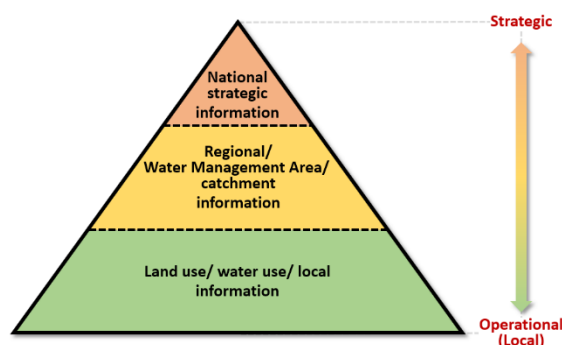 Strategic
National
strategic
information
Regional/
Water Management Area/
catchment
information
Land use/ water use/ local
information
Operational
(Local)